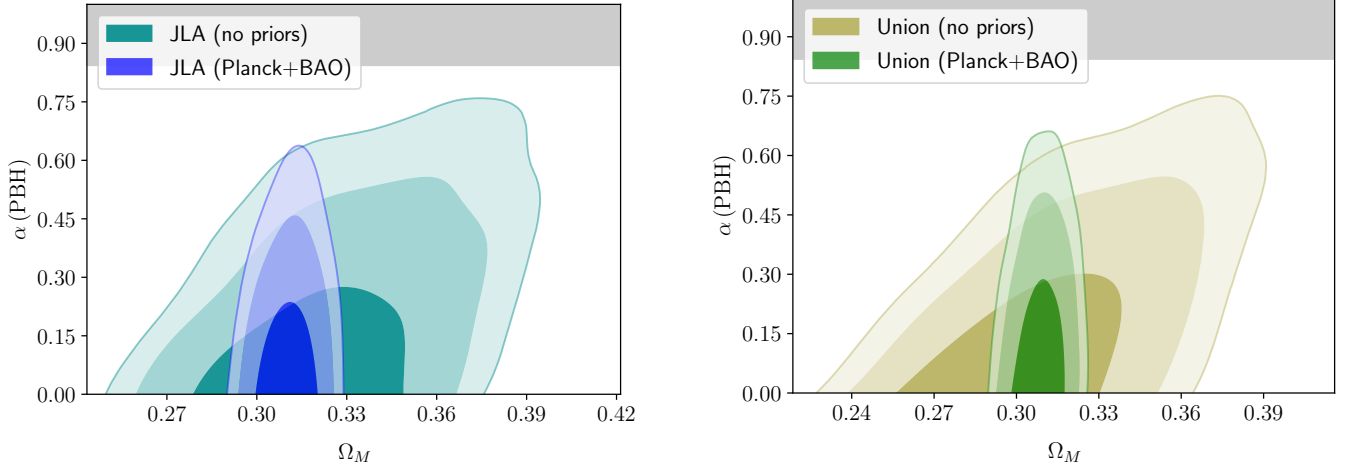 JLA (no priors)
JLA (Planck+BAO)
0.90
0.75
0.60
0.45
0.30
0.15
0.00
α (PBH)
0.27 0.30 0.33 0.36 0.39 0.42
Ω_M
Union (no priors)
Union (Planck+BAO)
0.90
0.75
0.60
0.45
0.30
0.15
0.00
α (PBH)
0.24 0.27 0.30 0.33 0.36 0.39
Ω_M